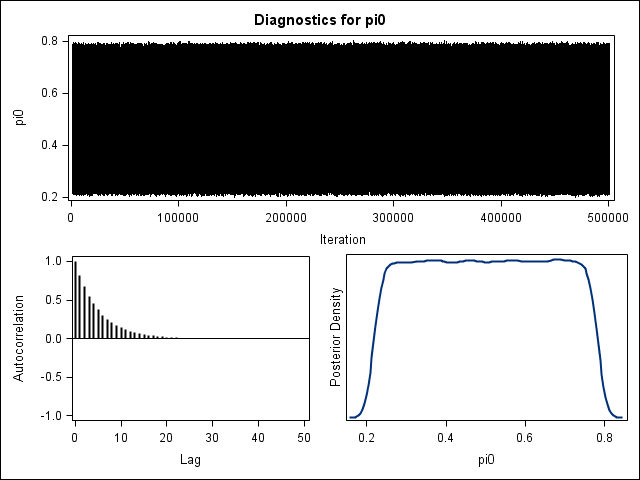 Diagnostics for pi0
0.8
0.6
0.4
0.2
pi0
0 100000 200000 300000 400000 500000
Iteration
1.0
0.5
0.0
-0.5
-1.0
Autocorrelation
0 10 20 30 40 50
Lag
Posterior Density
0.2 0.4 0.6 0.8
pi0